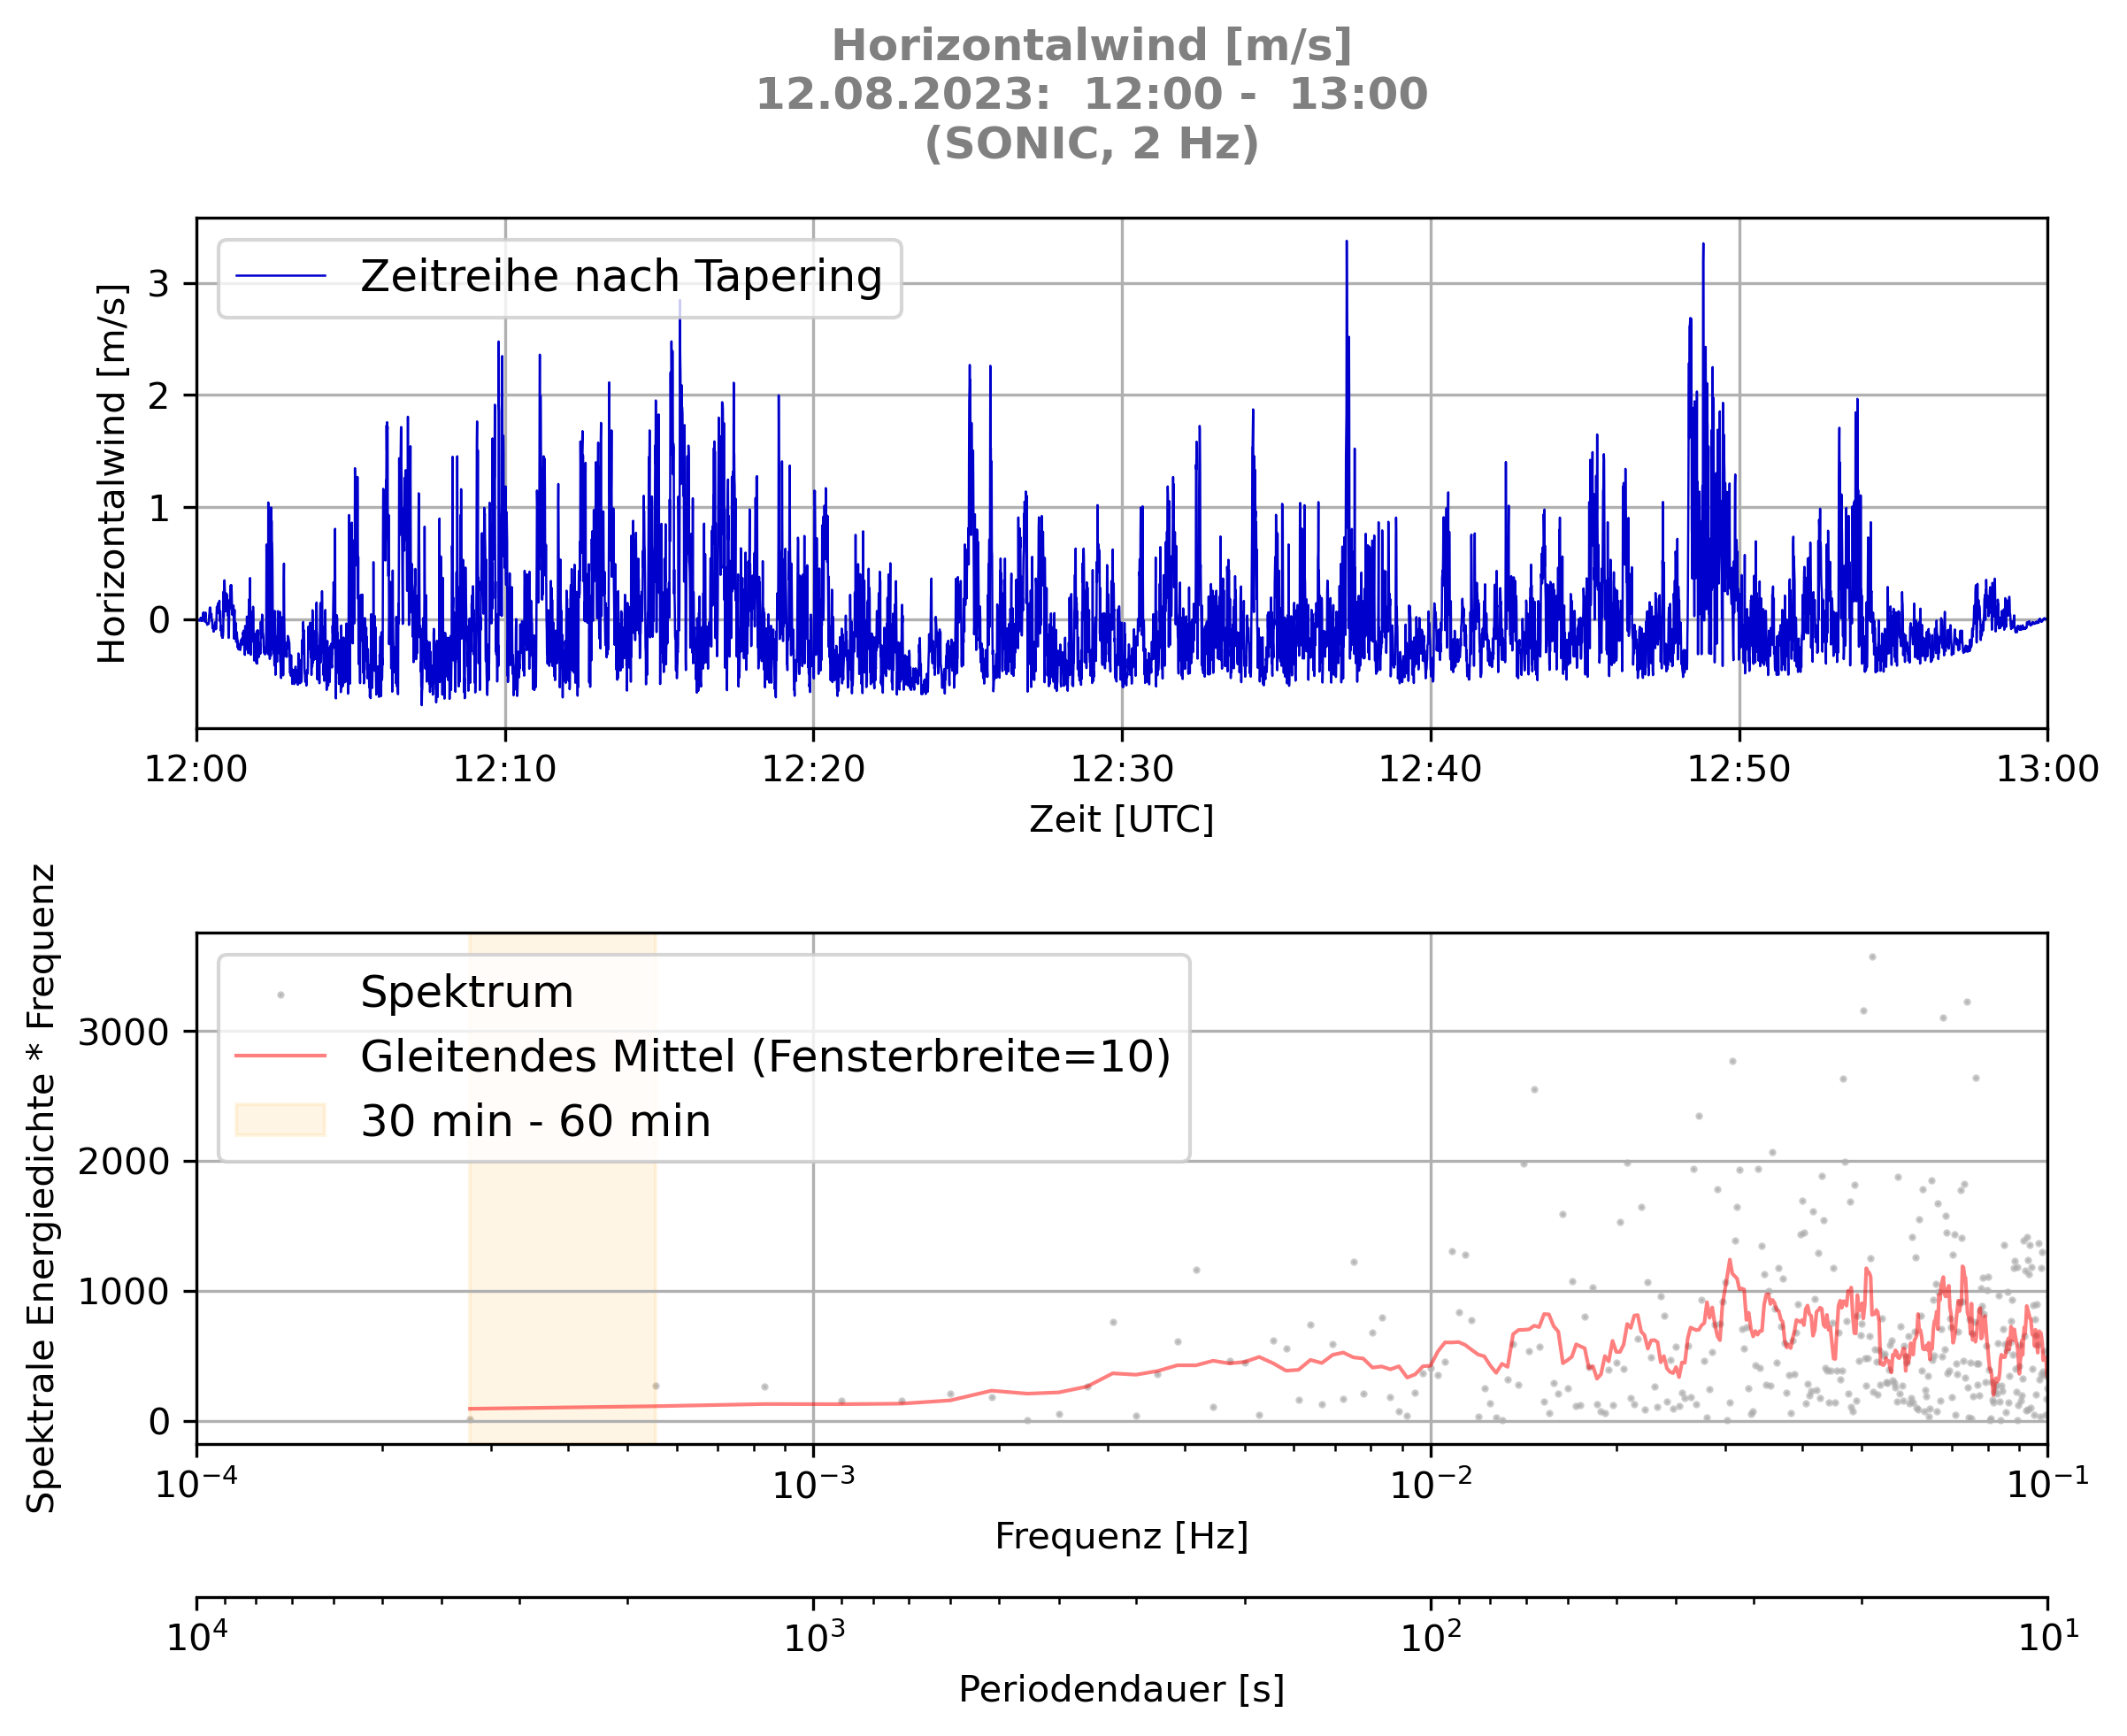 Horizontalwind [m/s]
12.08.2023:  12:00 -  13:00
(SONIC, 2 Hz)
Horizontalwind [m/s]
3
2
1
0
Zeitreihe nach Tapering
12:00 12:10 12:20 12:30 12:40 12:50 13:00
Zeit [UTC]
Spektrale Energiedichte * Frequenz
3000
2000
1000
0
Spektrum
Gleitendes Mittel (Fensterbreite=10)
30 min - 60 min
10⁻⁴ 10⁻³ 10⁻² 10⁻¹
Frequenz [Hz]
10⁴ 10³ 10² 10¹
Periodendauer [s]